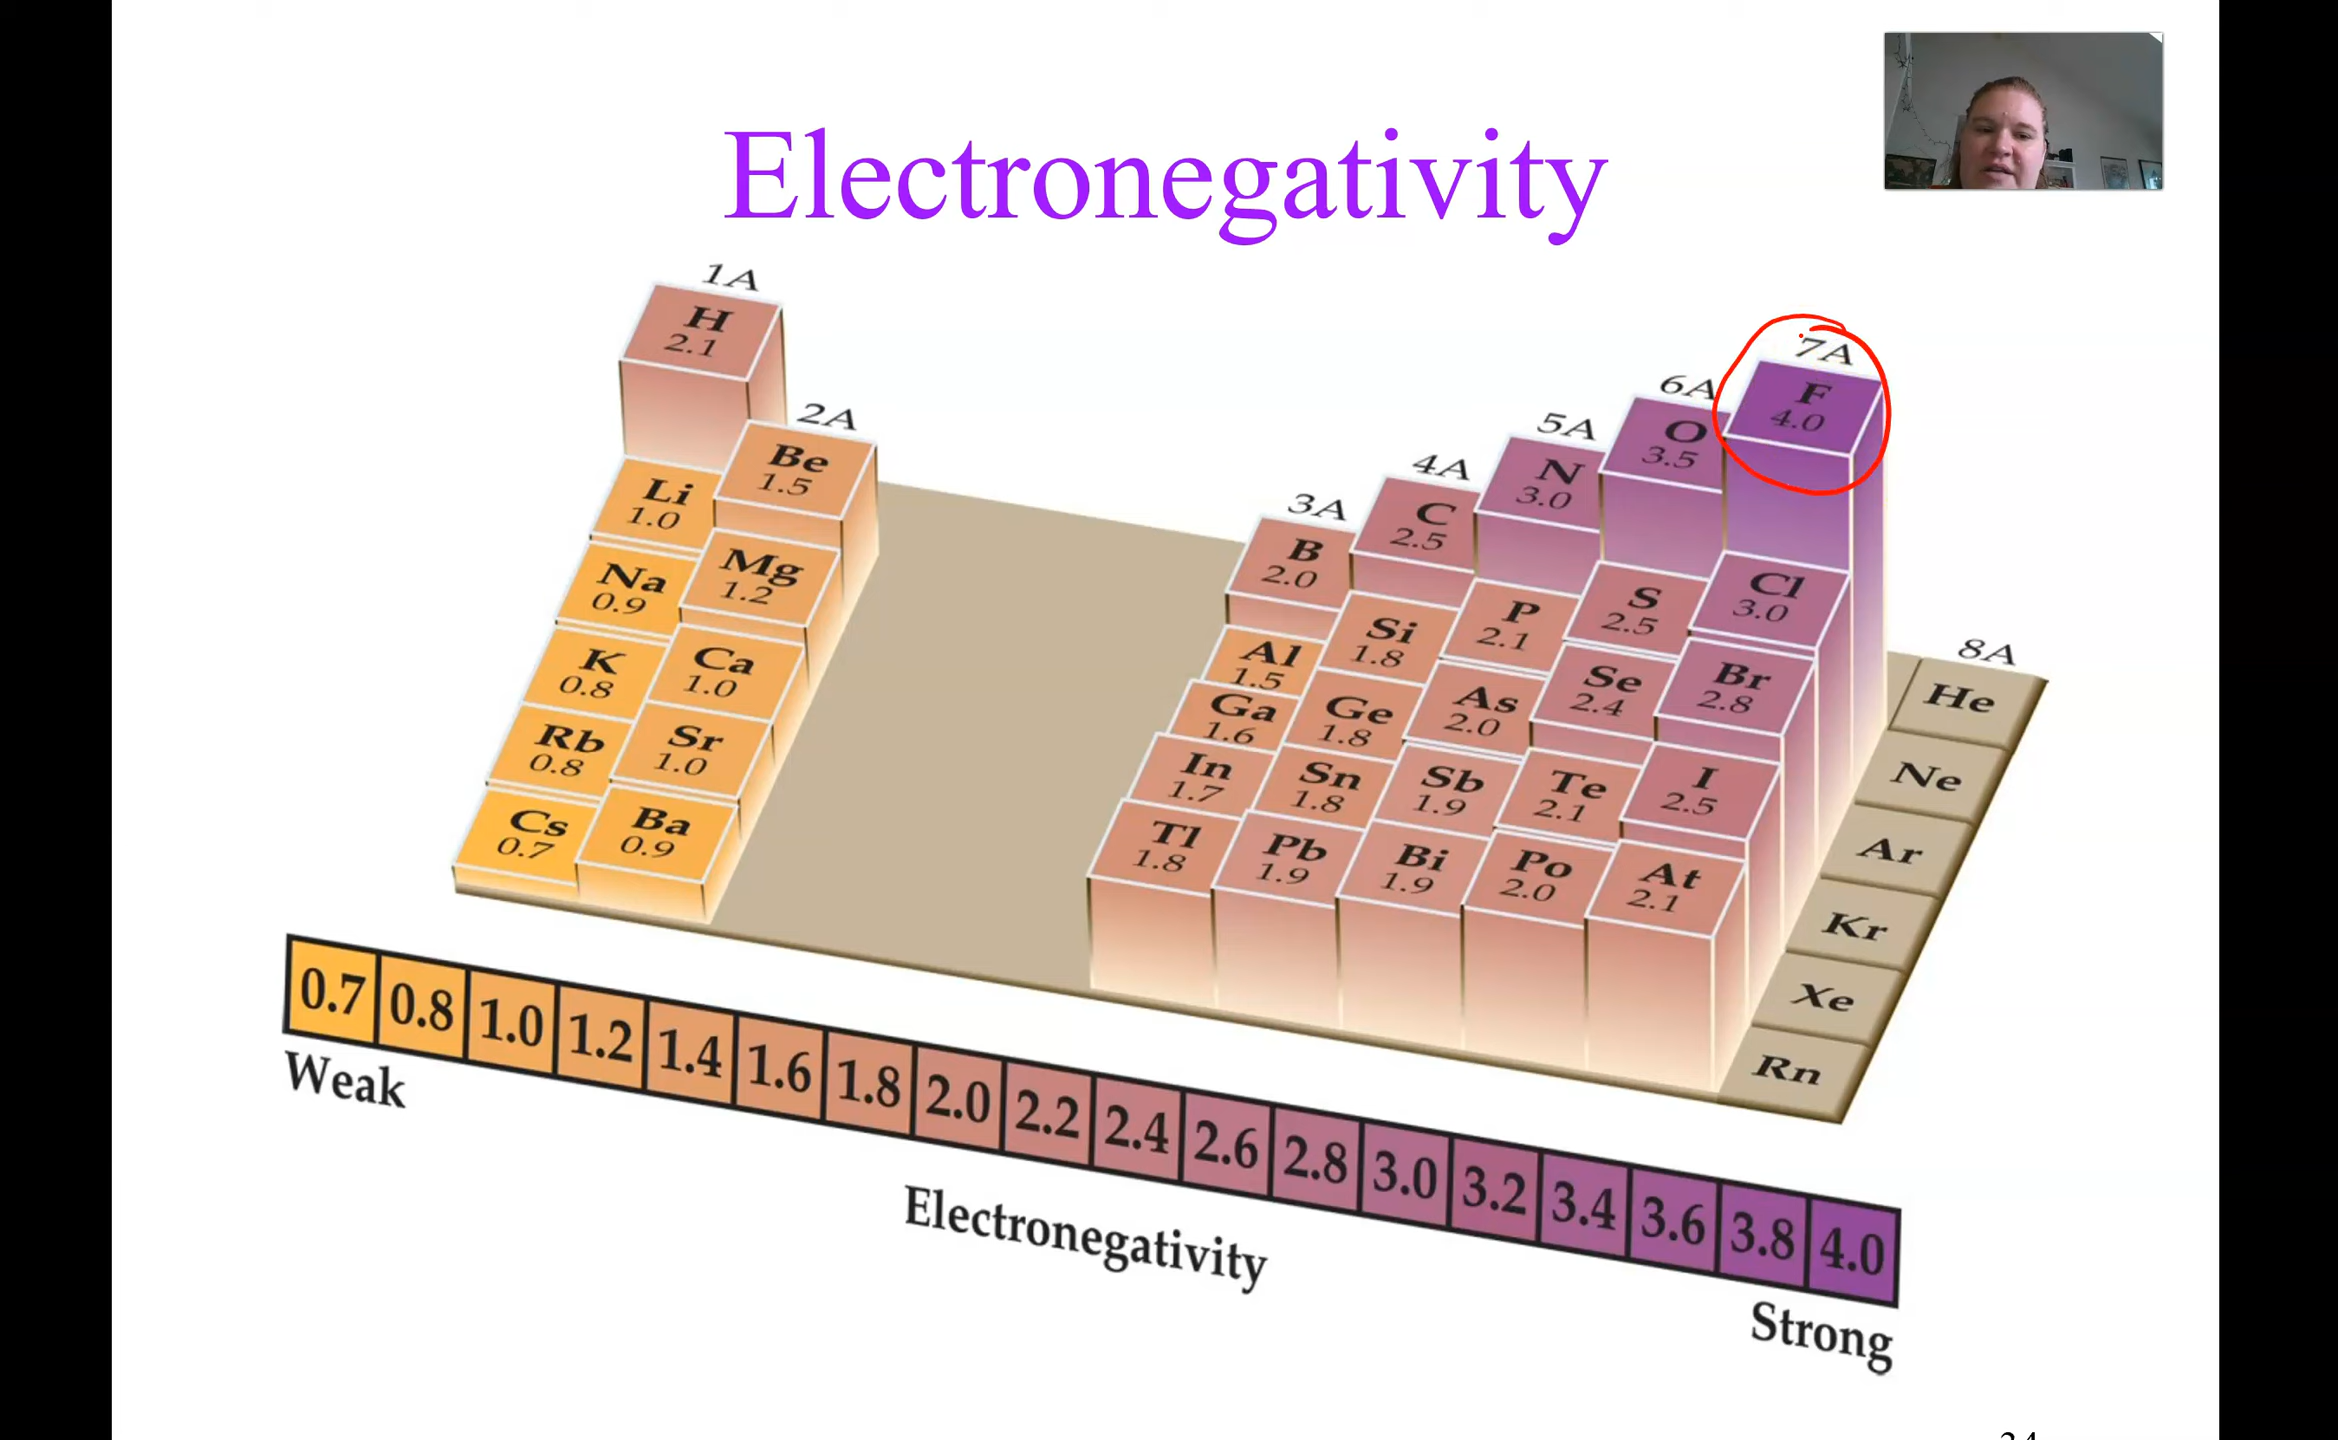 Electronegativity
1A
H
2.1
2A
Be
1.5
Li
1.0
Mg
1.2
Na
0.9
Ca
1.0
K
0.8
Sr
1.0
Rb
0.8
Ba
0.9
Cs
0.7
3A
B
2.0
Al
1.5
Ga
1.6
In
1.7
Tl
1.8
4A
C
2.5
Si
1.8
Ge
1.8
Sn
1.8
Pb
1.9
5A
N
3.0
P
2.1
As
2.0
Sb
1.9
Bi
1.9
6A
O
3.5
S
2.5
Se
2.4
Te
2.1
Po
2.0
7A
F
4.0
Cl
3.0
Br
2.8
I
2.5
At
2.1
8A
He
Ne
Ar
Kr
Xe
Rn
0.7 0.8 1.0 1.2 1.4 1.6 1.8 2.0 2.2 2.4 2.6 2.8 3.0 3.2 3.4 3.6 3.8 4.0
Weak
Electronegativity
Strong